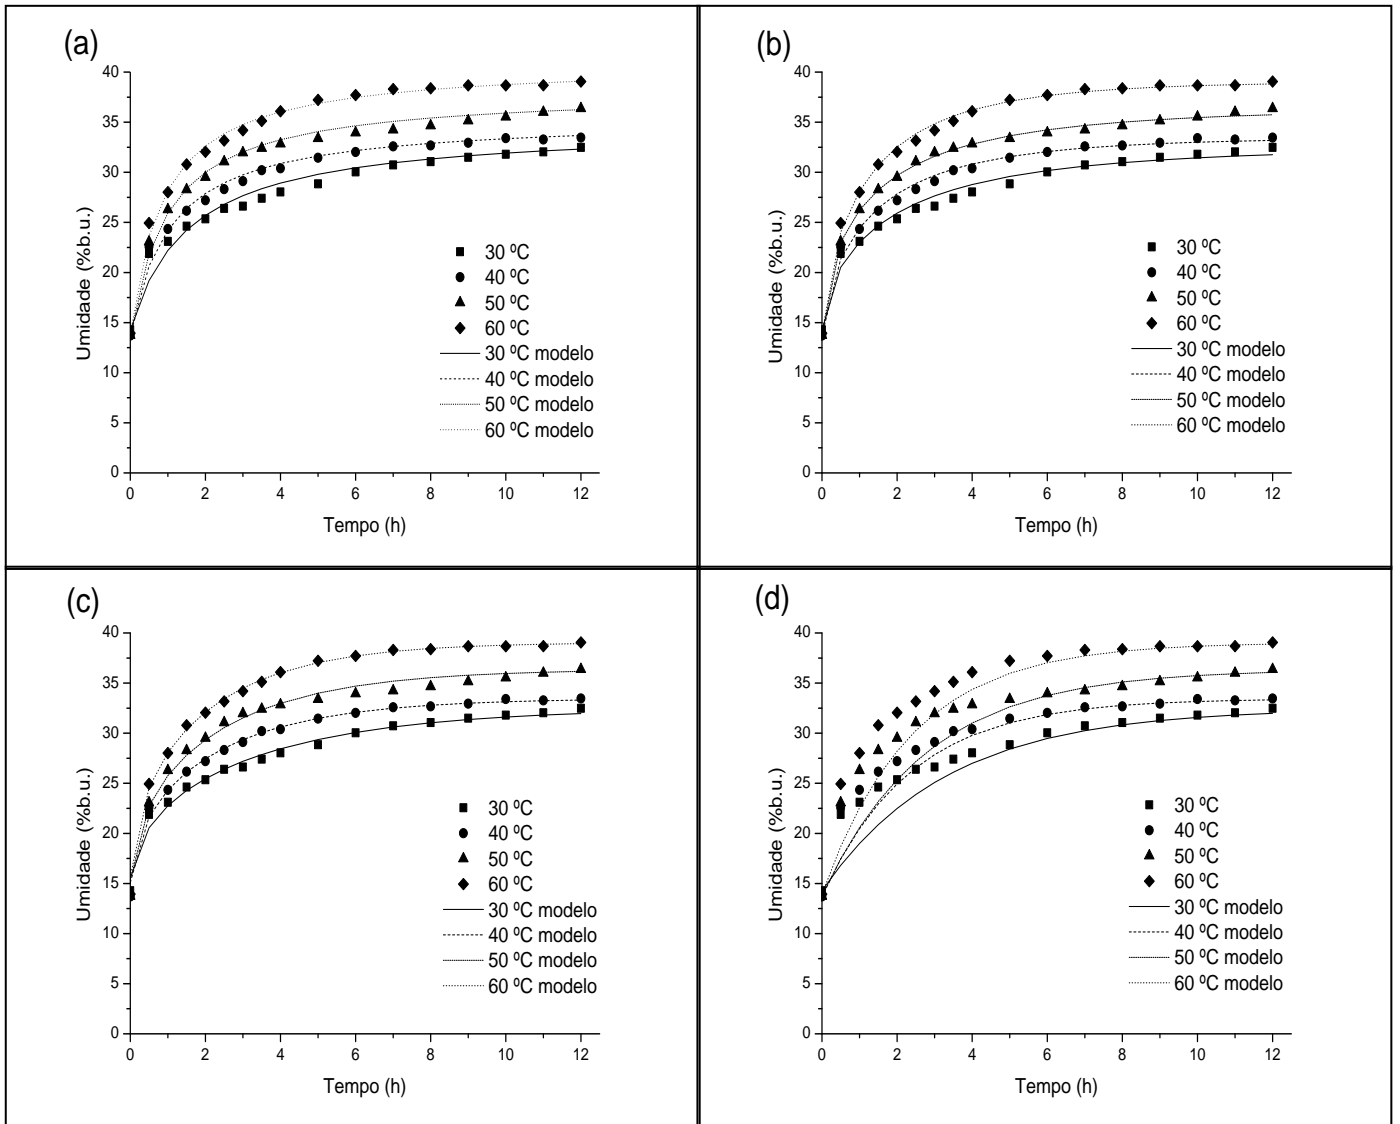 (a)
40
35
30
25
20
15
10
5
0
Umidade (%b.u.)
30 ºC
40 ºC
50 ºC
60 ºC
30 ºC modelo
40 ºC modelo
50 ºC modelo
60 ºC modelo
0 2 4 6 8 10 12
Tempo (h)
(b)
40
35
30
25
20
15
10
5
0
Umidade (%b.u.)
30 ºC
40 ºC
50 ºC
60 ºC
30 ºC modelo
40 ºC modelo
50 ºC modelo
60 ºC modelo
0 2 4 6 8 10 12
Tempo (h)
(c)
40
35
30
25
20
15
10
5
0
Umidade (%b.u.)
30 ºC
40 ºC
50 ºC
60 ºC
30 ºC modelo
40 ºC modelo
50 ºC modelo
60 ºC modelo
0 2 4 6 8 10 12
Tempo (h)
(d)
40
35
30
25
20
15
10
5
0
Umidade (%b.u.)
30 ºC
40 ºC
50 ºC
60 ºC
30 ºC modelo
40 ºC modelo
50 ºC modelo
60 ºC modelo
0 2 4 6 8 10 12
Tempo (h)